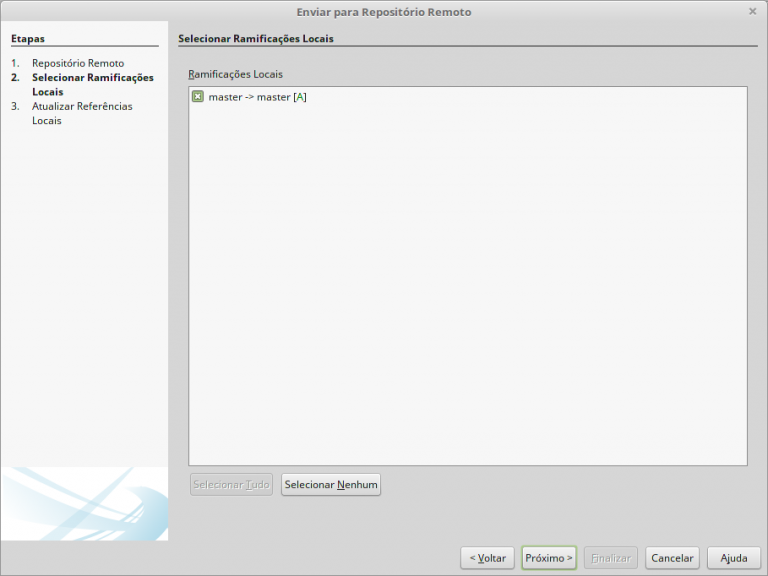 Enviar para Repositório Remoto
Etapas
1. Repositório Remoto
2. Selecionar Ramificações
Locais
3. Atualizar Referências
Locais
Selecionar Ramificações Locais
Ramificações Locais
master -> master [A]
Selecionar Tudo
Selecionar Nenhum
< Voltar
Próximo >
Finalizar
Cancelar
Ajuda